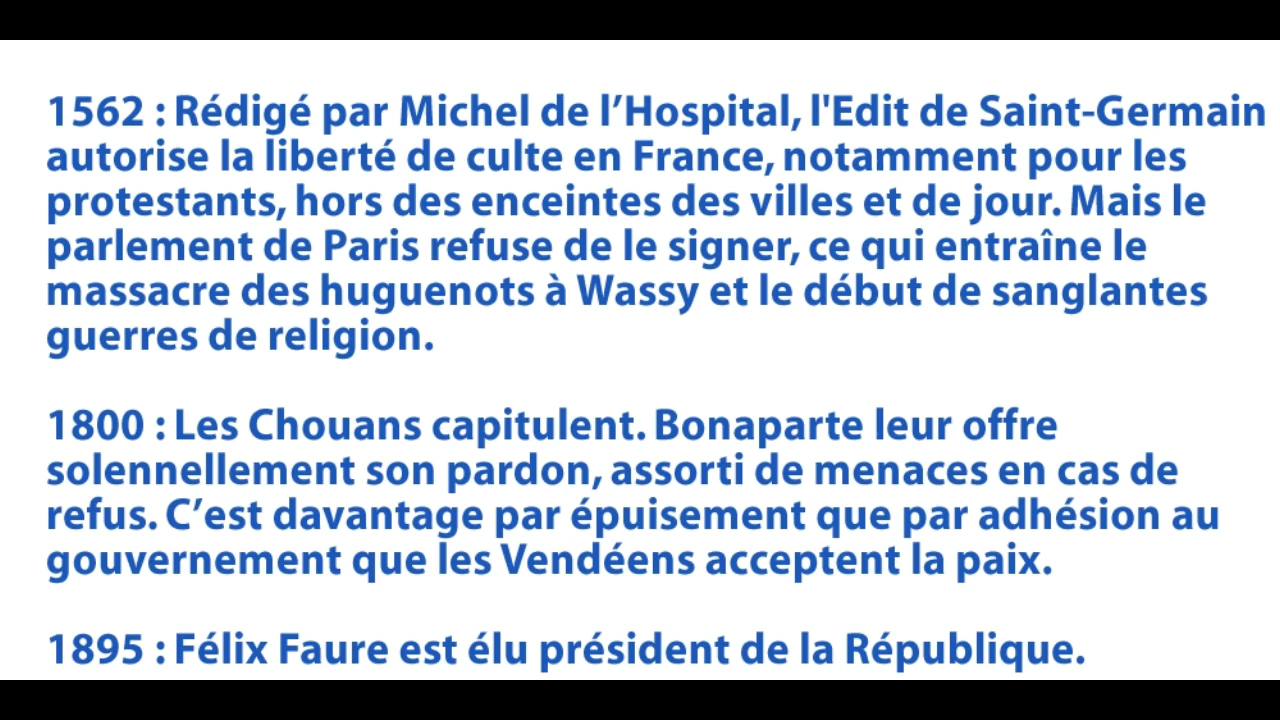 1562 : Rédigé par Michel de l’Hospital, l'Edit de Saint-Germain
autorise la liberté de culte en France, notamment pour les
protestants, hors des enceintes des villes et de jour. Mais le
parlement de Paris refuse de le signer, ce qui entraîne le
massacre des huguenots à Wassy et le début de sanglantes
guerres de religion.
1800 : Les Chouans capitulent. Bonaparte leur offre
solennellement son pardon, assorti de menaces en cas de
refus. C’est davantage par épuisement que par adhésion au
gouvernement que les Vendéens acceptent la paix.
1895 : Félix Faure est élu président de la République.